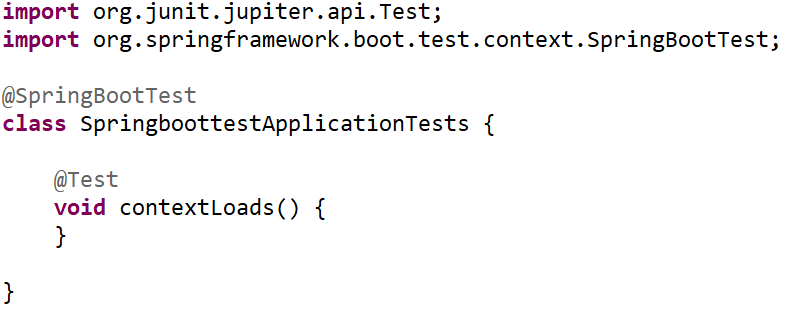 import org.junit.jupiter.api.Test;
import org.springframework.boot.test.context.SpringBootTest;
@SpringBootTest
class SpringboottestApplicationTests {
@Test
void contextLoads() {
}
}